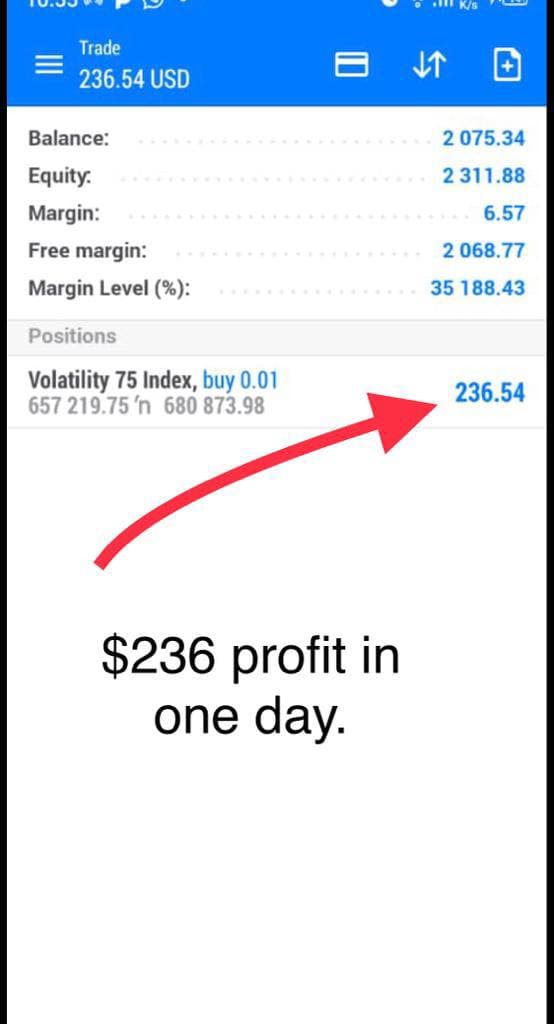 Trade
236.54 USD
Balance: 2 075.34
Equity: 2 311.88
Margin: 6.57
Free margin: 2 068.77
Margin Level (%): 35 188.43
Positions
Volatility 75 Index, buy 0.01 236.54
657 219.75 'n 680 873.98
$236 profit in
one day.